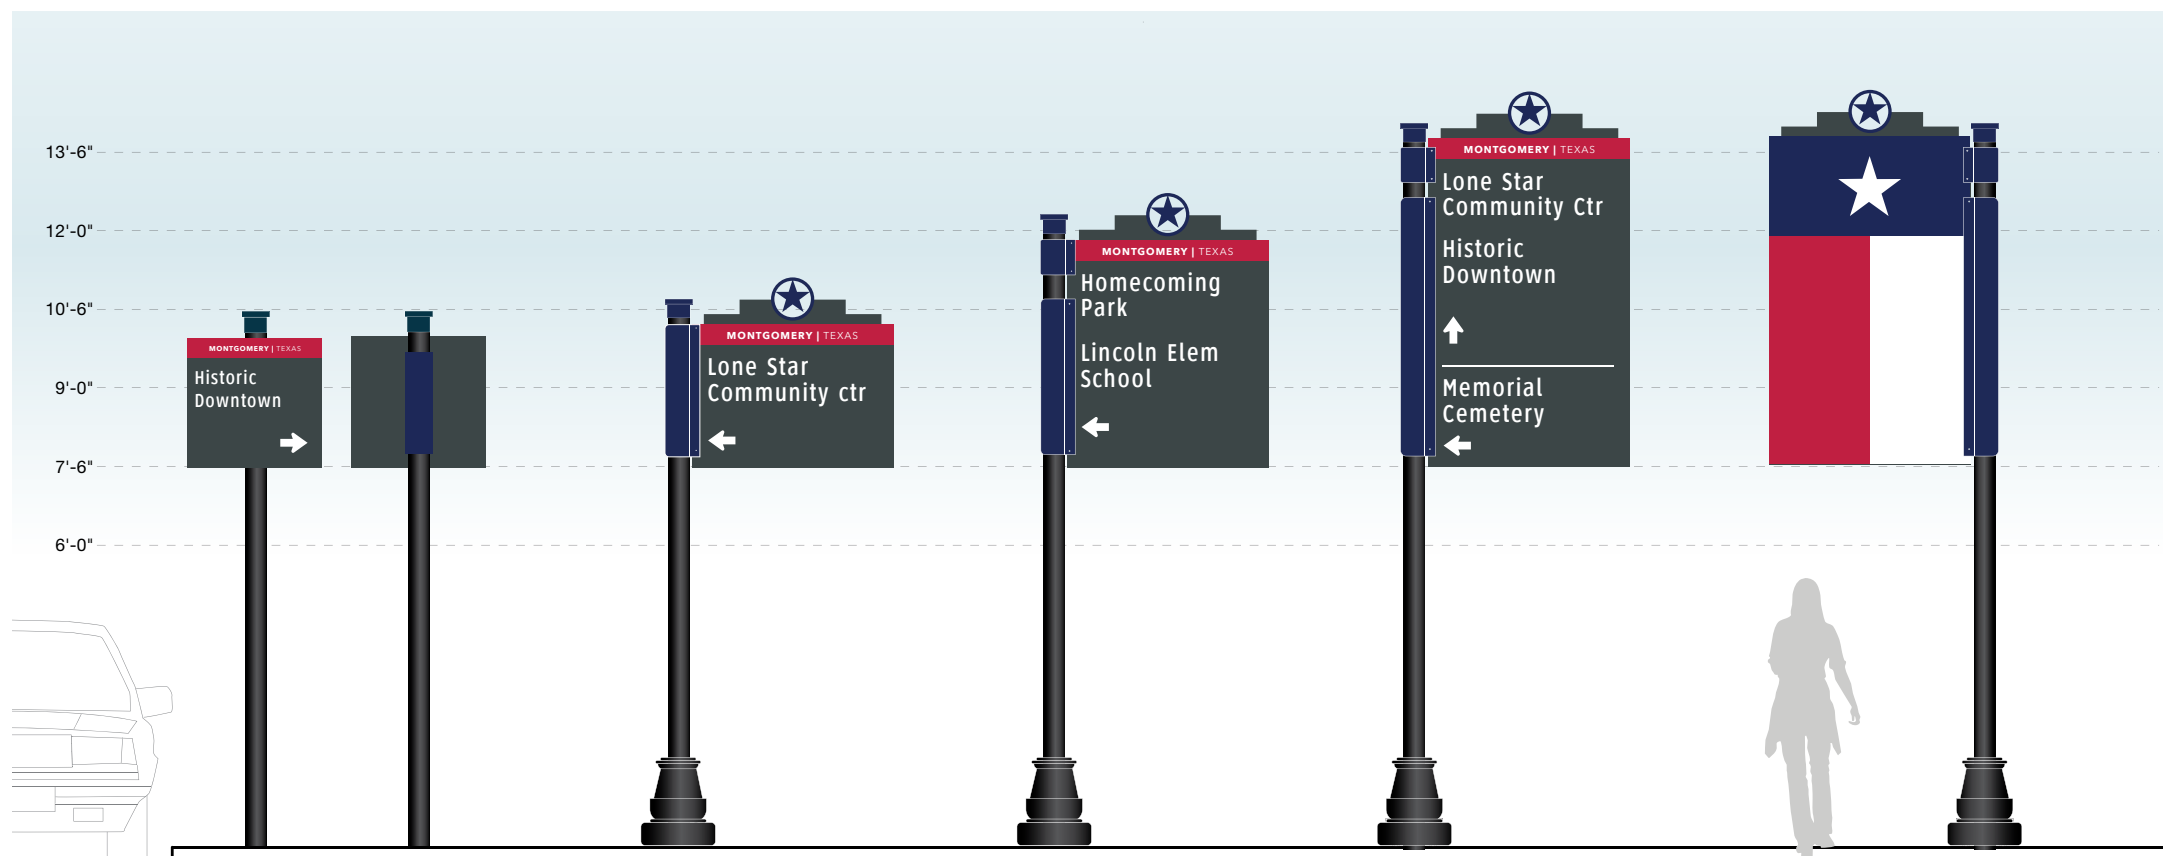 13'-6"
12'-0"
10'-6"
9'-0"
7'-6"
6'-0"
MONTGOMERY | TEXAS
Historic
Downtown
MONTGOMERY | TEXAS
Lone Star
Community ctr
MONTGOMERY | TEXAS
Homecoming
Park
Lincoln Elem
School
MONTGOMERY | TEXAS
Lone Star
Community Ctr
Historic
Downtown
Memorial
Cemetery